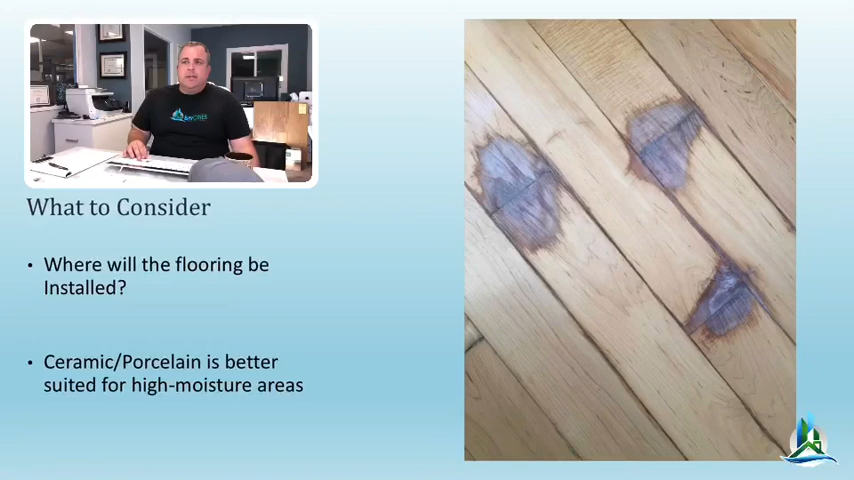 What to Consider
• Where will the flooring be
Installed?
• Ceramic/Porcelain is better
suited for high-moisture areas